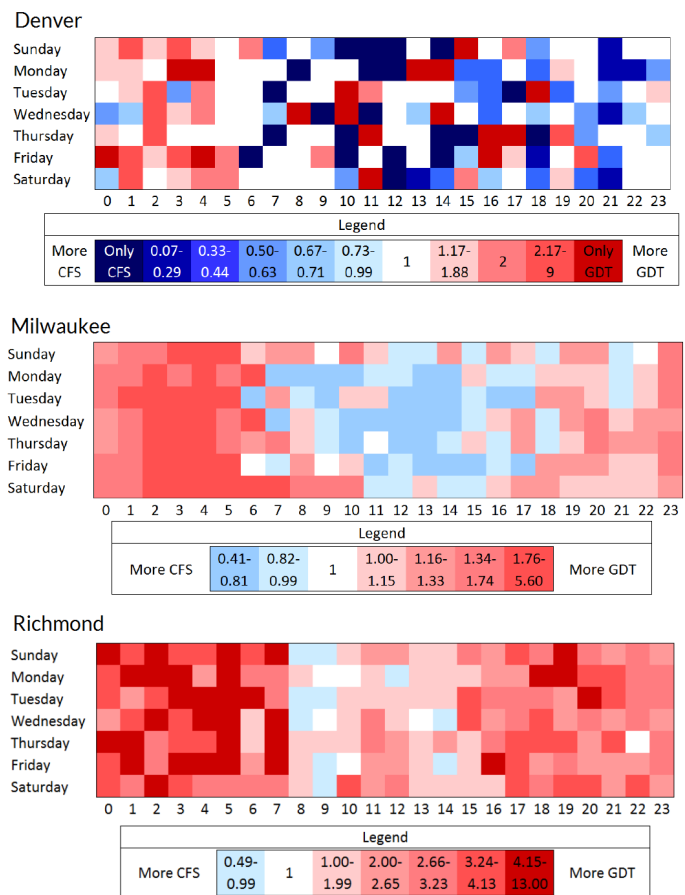 Denver
Sunday
Monday
Tuesday
Wednesday
Thursday
Friday
Saturday
0 1 2 3 4 5 6 7 8 9 10 11 12 13 14 15 16 17 18 19 20 21 22 23
Legend
More CFS Only CFS 0.07-0.29 0.33-0.44 0.50-0.63 0.67-0.71 0.73-0.99 1 1.17-1.88 2 2.17-9 Only GDT More GDT
Milwaukee
Sunday
Monday
Tuesday
Wednesday
Thursday
Friday
Saturday
0 1 2 3 4 5 6 7 8 9 10 11 12 13 14 15 16 17 18 19 20 21 22 23
Legend
More CFS 0.41-0.81 0.82-0.99 1 1.00-1.15 1.16-1.33 1.34-1.74 1.76-5.60 More GDT
Richmond
Sunday
Monday
Tuesday
Wednesday
Thursday
Friday
Saturday
0 1 2 3 4 5 6 7 8 9 10 11 12 13 14 15 16 17 18 19 20 21 22 23
Legend
More CFS 0.49-0.99 1 1.00-1.99 2.00-2.65 2.66-3.23 3.24-4.13 4.15-13.00 More GDT